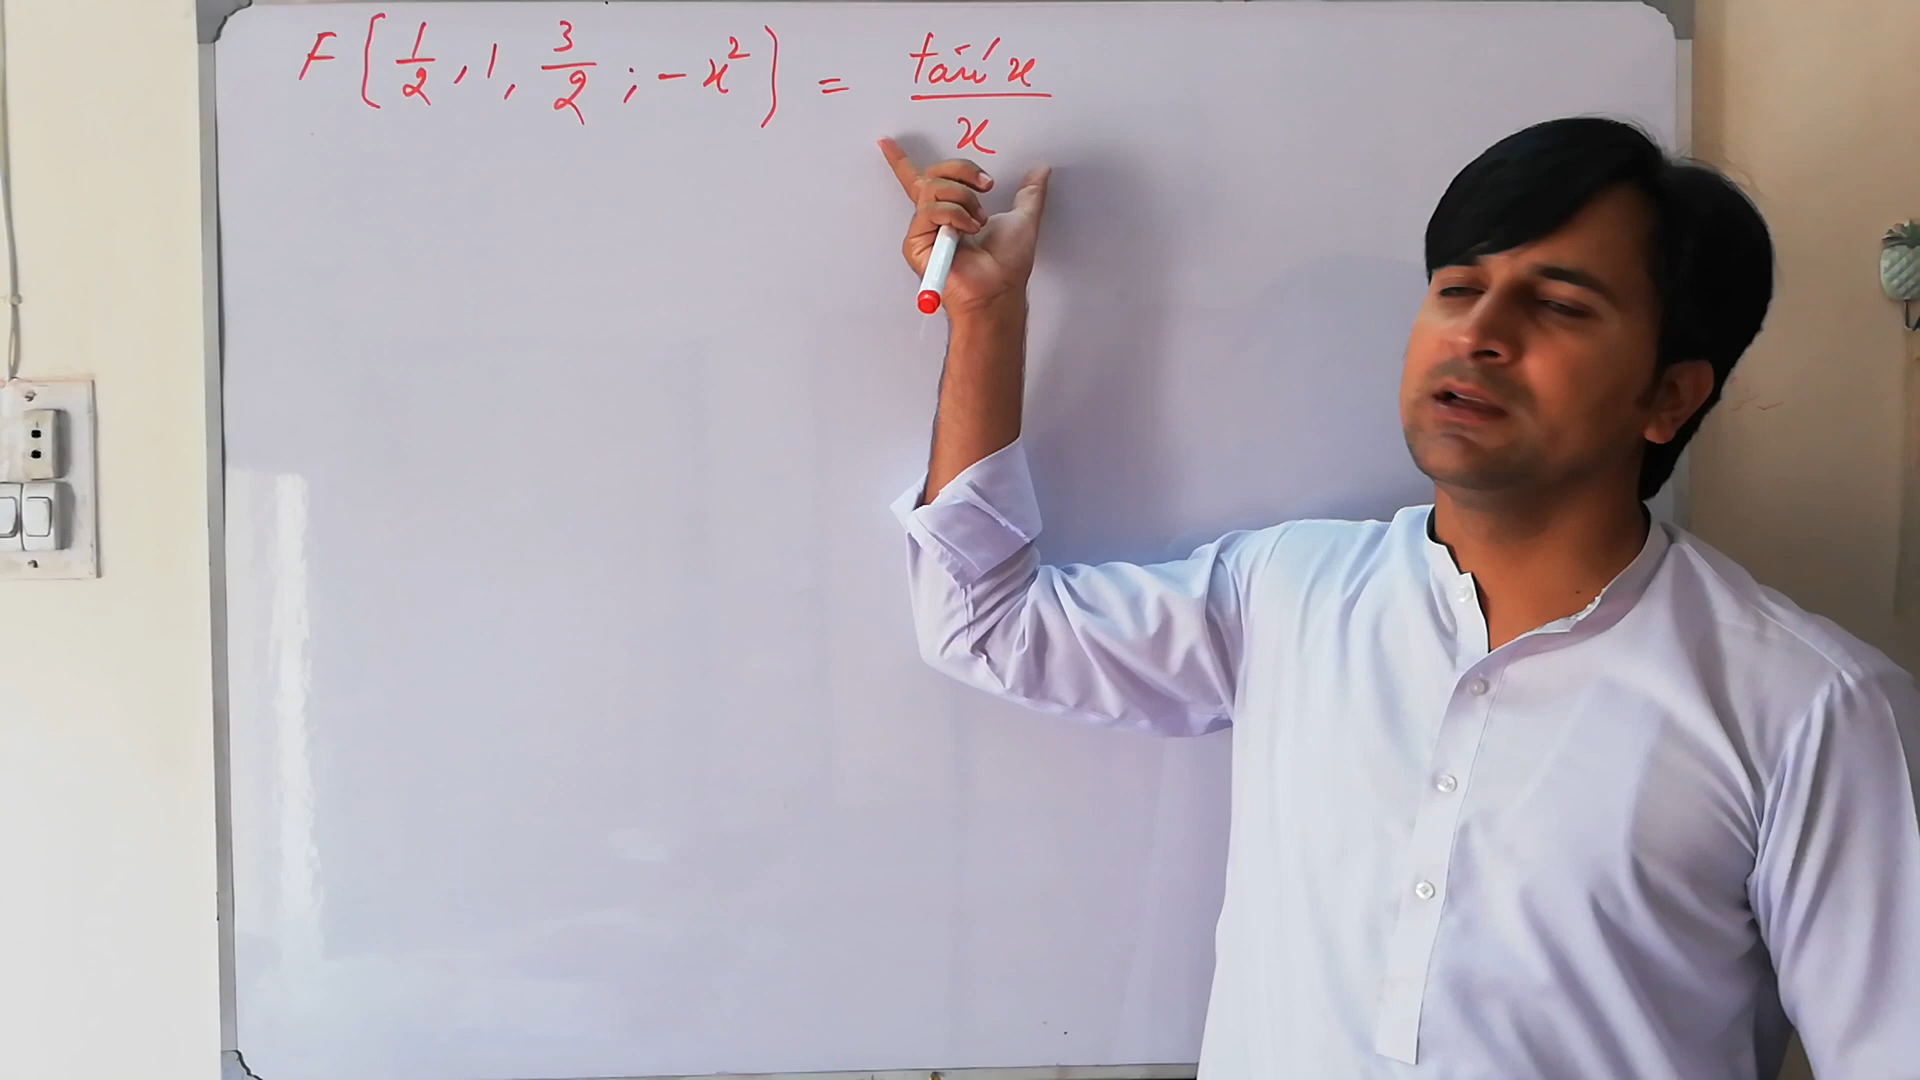 F(1/2, 1, 3/2; -x²) = tan⁻¹x / x